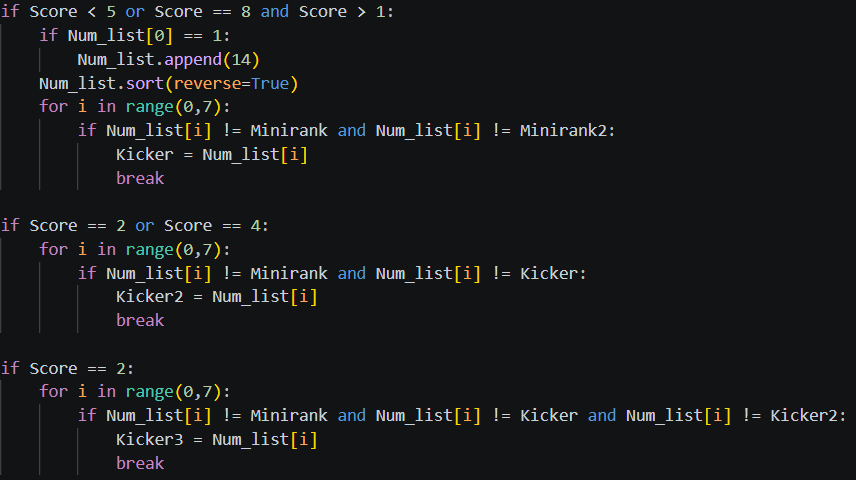 if Score < 5 or Score == 8 and Score > 1:
    if Num_list[0] == 1:
        Num_list.append(14)
    Num_list.sort(reverse=True)
    for i in range(0,7):
        if Num_list[i] != Minirank and Num_list[i] != Minirank2:
            Kicker = Num_list[i]
            break

if Score == 2 or Score == 4:
    for i in range(0,7):
        if Num_list[i] != Minirank and Num_list[i] != Kicker:
            Kicker2 = Num_list[i]
            break

if Score == 2:
    for i in range(0,7):
        if Num_list[i] != Minirank and Num_list[i] != Kicker and Num_list[i] != Kicker2:
            Kicker3 = Num_list[i]
            break